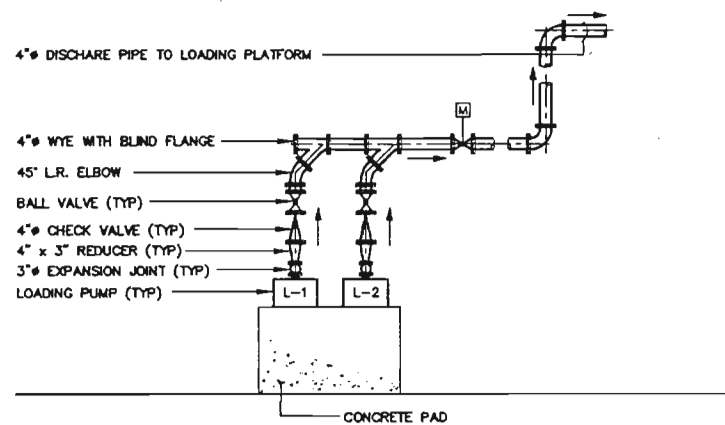 4"ø DISCHARE PIPE TO LOADING PLATFORM
M
4"ø WYE WITH BLIND FLANGE
45° L.R. ELBOW
BALL VALVE (TYP)
4"ø CHECK VALVE (TYP)
4" x 3" REDUCER (TYP)
3"ø EXPANSION JOINT (TYP)
LOADING PUMP (TYP)
L-1
L-2
CONCRETE PAD